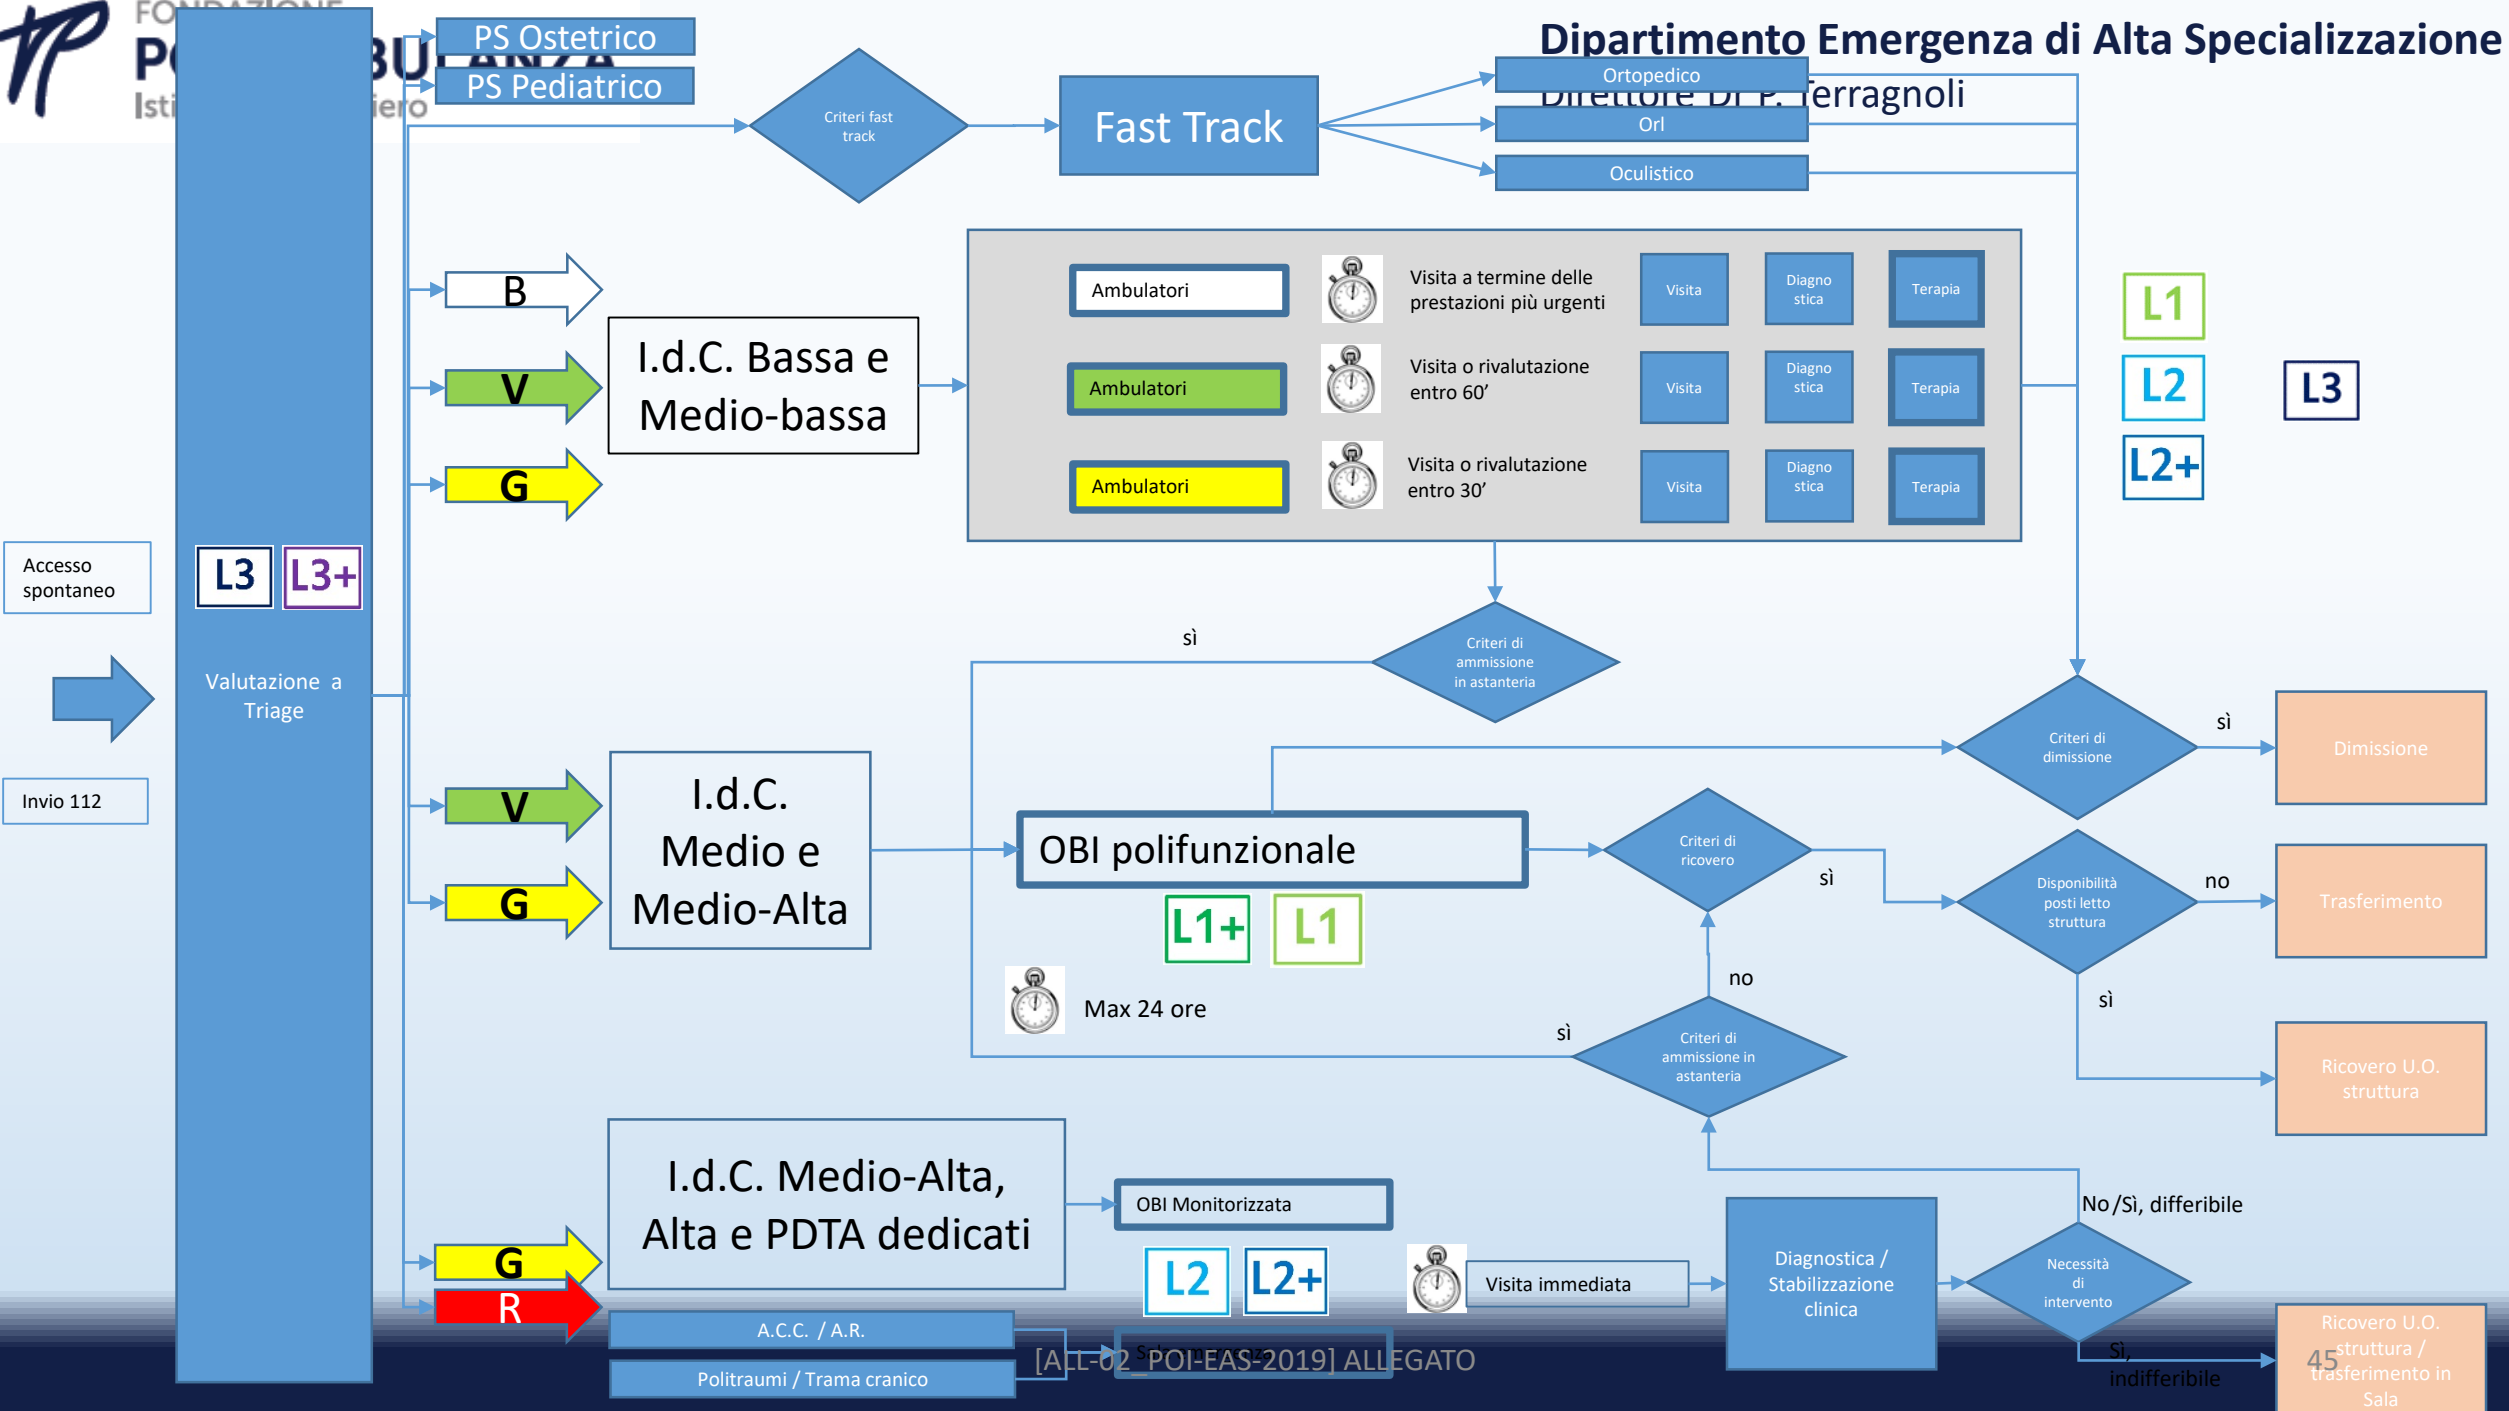 FONDAZIONE
Dipartimento Emergenza di Alta Specializzazione
Direttore Dr P. Terragnoli
PS Ostetrico
PS Pediatrico
Criteri fast
track
Fast Track
Ortopedico
Orl
Oculistico
B
V
G
I.d.C. Bassa e
Medio-bassa
Ambulatori
Visita a termine delle
prestazioni più urgenti
Visita
Diagno
stica
Terapia
Ambulatori
Visita o rivalutazione
entro 60’
Visita
Diagno
stica
Terapia
Ambulatori
Visita o rivalutazione
entro 30’
Visita
Diagno
stica
Terapia
L1
L2
L3
L2+
Accesso
spontaneo
L3
L3+
Valutazione a
Triage
Invio 112
sì
Criteri di
ammissione
in astanteria
Criteri di
dimissione
sì
Dimissione
V
G
I.d.C.
Medio e
Medio-Alta
OBI polifunzionale
L1+
L1
Max 24 ore
Criteri di
ricovero
sì
Disponibilità
posti letto
struttura
no
Trasferimento
sì
Ricovero U.O.
struttura
no
sì
Criteri di
ammissione in
astanteria
G
R
I.d.C. Medio-Alta,
Alta e PDTA dedicati
OBI Monitorizzata
L2
L2+
Visita immediata
Diagnostica /
Stabilizzazione
clinica
No/Sì, differibile
Necessità
di
intervento
Sì,
indifferibile
Ricovero U.O.
struttura /
trasferimento in
Sala
A.C.C. / A.R.
Politraumi / Trama cranico
Sala emergenza
[ALL-02_POI-EAS-2019] ALLEGATO
45